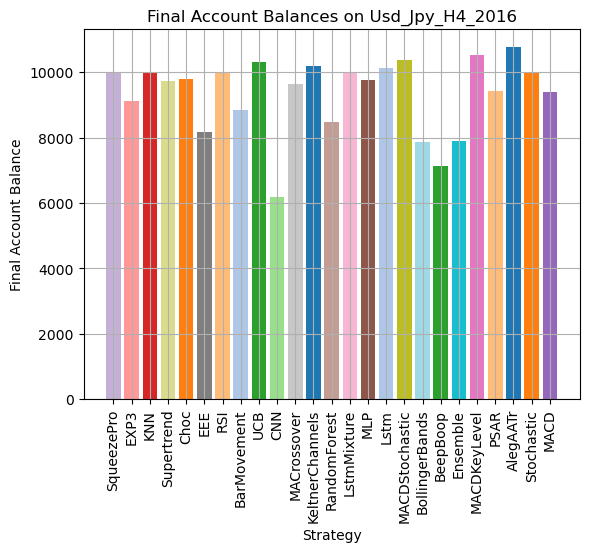 Final Account Balances on Usd_Jpy_H4_2016
Final Account Balance
10000
8000
6000
4000
2000
0
SqueezePro
EXP3
KNN
Supertrend
Choc
EEE
RSI
BarMovement
UCB
CNN
MACrossover
KeltnerChannels
RandomForest
LstmMixture
MLP
Lstm
MACDStochastic
BollingerBands
BeepBoop
Ensemble
MACDKeyLevel
PSAR
AlegAATr
Stochastic
MACD
Strategy